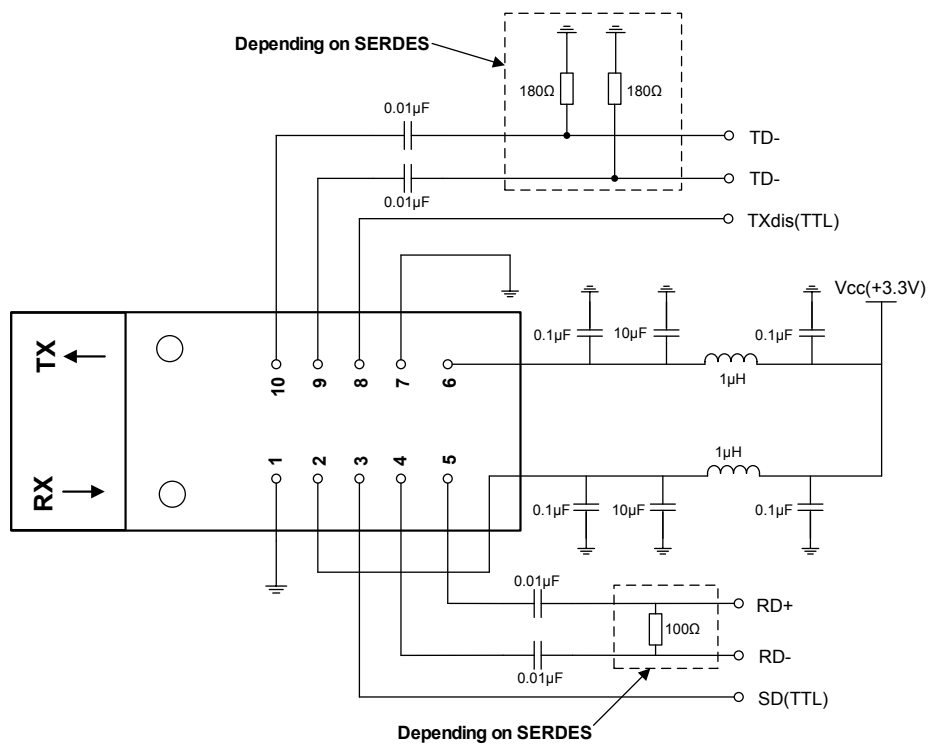 Depending on SERDES
180Ω
180Ω
0.01µF
TD-
0.01µF
TD-
TXdis(TTL)
Vcc(+3.3V)
0.1µF
10µF
0.1µF
1µH
TX
10
9
8
7
6
RX
1
2
3
4
5
1µH
0.1µF
10µF
0.1µF
0.01µF
RD+
100Ω
RD-
0.01µF
SD(TTL)
Depending on SERDES